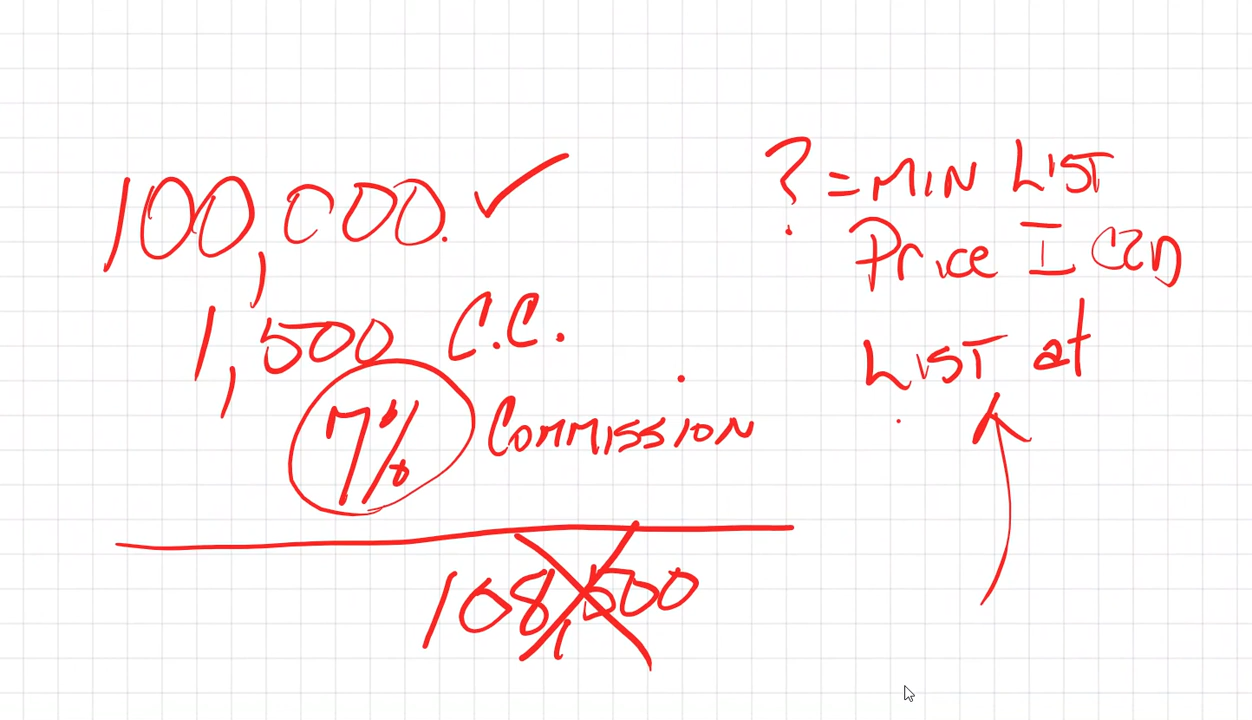 100,000.
1,500 C.C.
7% COMMISSION
108,500
? = MIN LIST
Price I CAN
LIST at